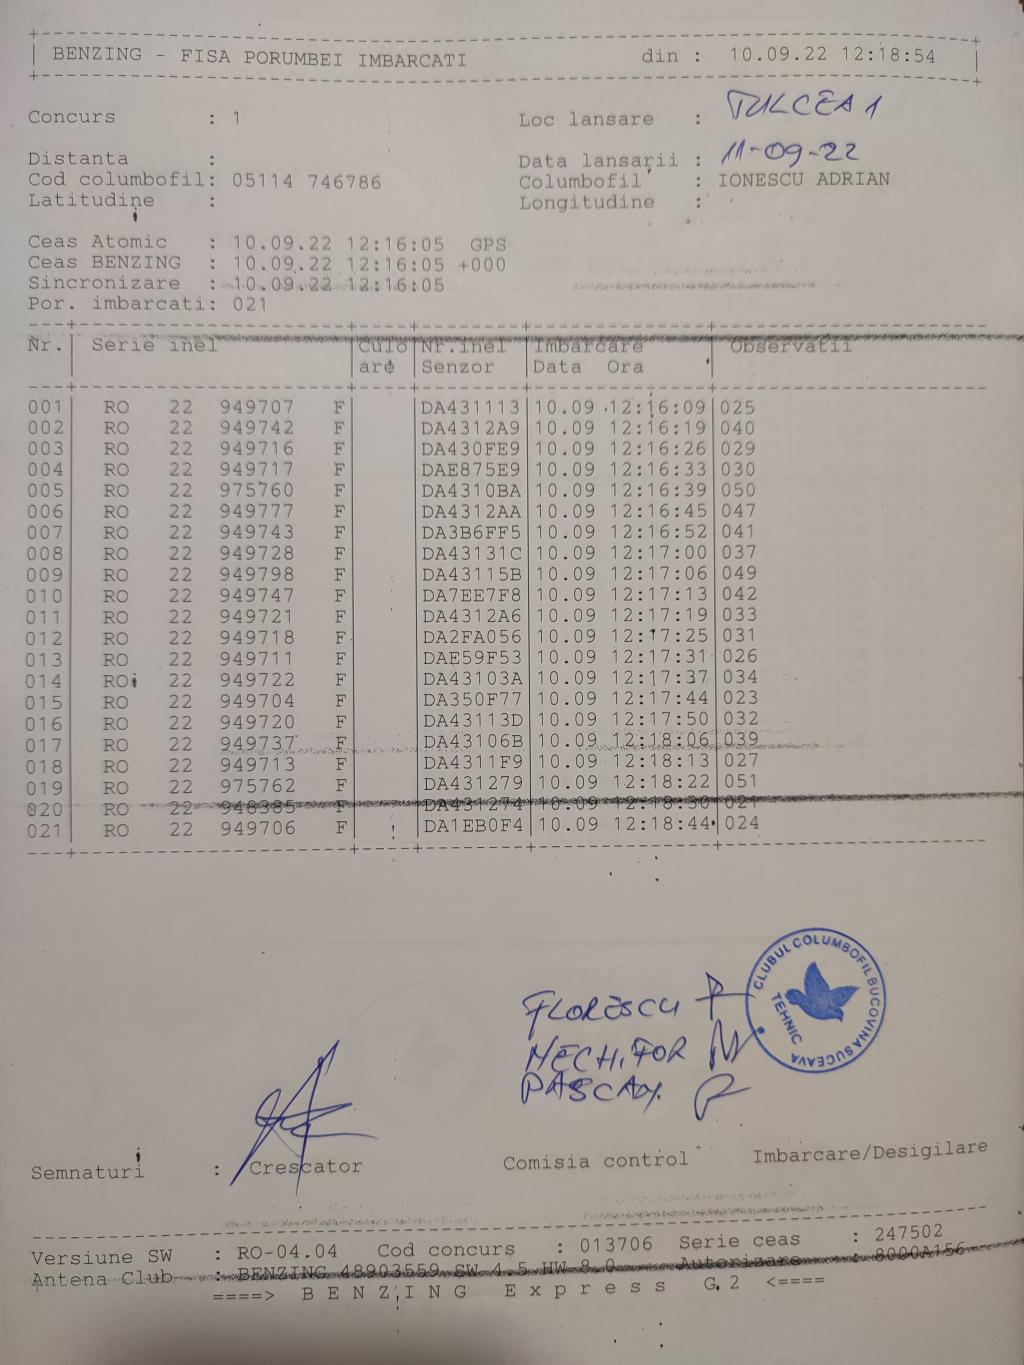 BENZING - FISA PORUMBEI IMBARCATI din : 10.09.22 12:18:54
Concurs : 1 Loc lansare : TULCEA 1
Distanta : Data lansarii : 11-09-22
Cod columbofil: 05114 746786 Columbofil : IONESCU ADRIAN
Latitudine : Longitudine :
Ceas Atomic : 10.09.22 12:16:05 GPS
Ceas BENZING : 10.09.22 12:16:05 +000
Sincronizare : 10.09.22 12:16:05
Por. imbarcati: 021
Nr. Serie inel Culo Nr.inel Imbarcare Observatii
are Senzor Data Ora
001 RO 22 949707 F DA431113 10.09 12:16:09 025
002 RO 22 949742 F DA4312A9 10.09 12:16:19 040
003 RO 22 949716 F DA430FE9 10.09 12:16:26 029
004 RO 22 949717 F DAE875E9 10.09 12:16:33 030
005 RO 22 975760 F DA4310BA 10.09 12:16:39 050
006 RO 22 949777 F DA4312AA 10.09 12:16:45 047
007 RO 22 949743 F DA3B6FF5 10.09 12:16:52 041
008 RO 22 949728 F DA43131C 10.09 12:17:00 037
009 RO 22 949798 F DA43115B 10.09 12:17:06 049
010 RO 22 949747 F DA7EE7F8 10.09 12:17:13 042
011 RO 22 949721 F DA4312A6 10.09 12:17:19 033
012 RO 22 949718 F DA2FA056 10.09 12:17:25 031
013 RO 22 949711 F DAE59F53 10.09 12:17:31 026
014 RO 22 949722 F DA43103A 10.09 12:17:37 034
015 RO 22 949704 F DA350F77 10.09 12:17:44 023
016 RO 22 949720 F DA43113D 10.09 12:17:50 032
017 RO 22 949737 F DA43106B 10.09 12:18:06 039
018 RO 22 949713 F DA4311F9 10.09 12:18:13 027
019 RO 22 975762 F DA431279 10.09 12:18:22 051
020 RO 22 948385 F DA431274 10.09 12:18:30 021
021 RO 22 949706 F DA1EB0F4 10.09 12:18:44 024
CLUBUL COLUMBOFIL BUCOVINA SUCEAVA
TEHNIC
FLORESCU P
NECHIFOR
PASCAL
Semnaturi : Crescator Comisia control Imbarcare/Desigilare
Versiune SW : RO-04.04 Cod concurs : 013706 Serie ceas : 247502
Antena Club : BENZING 48903559 SW 4.5 HW 8.0 Autorizare : 8000A156
====> B E N Z I N G E x p r e s s G 2 <====